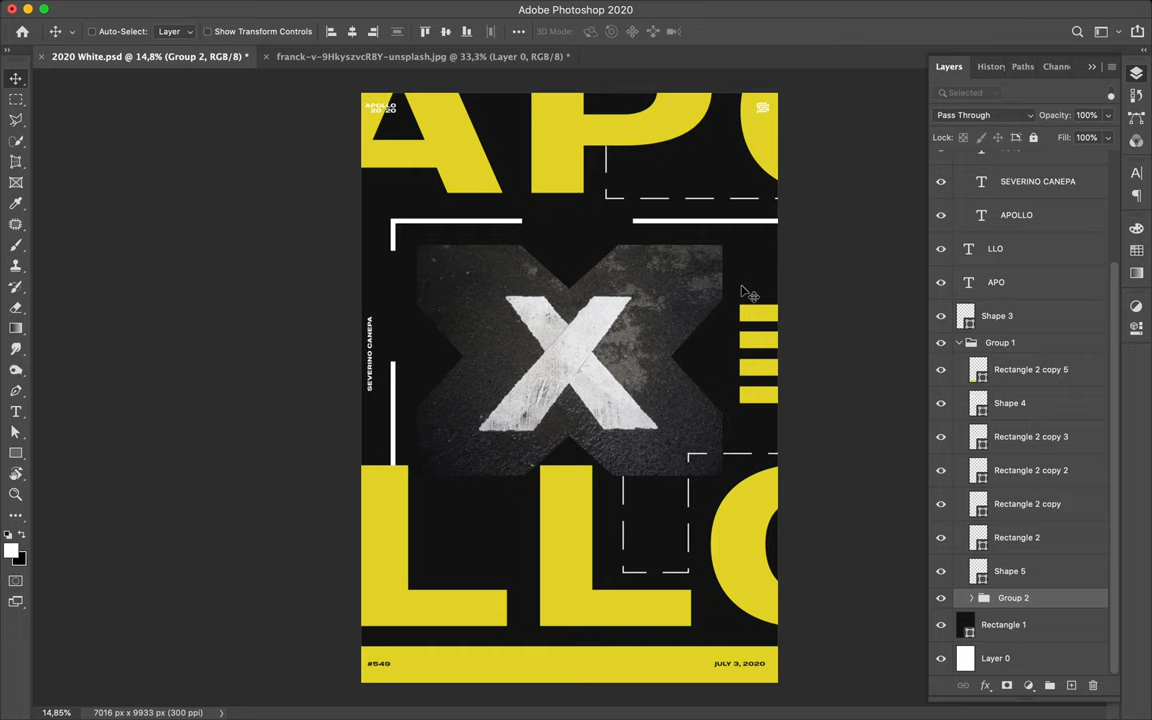 Adobe Photoshop 2020
Auto-Select: Layer Show Transform Controls 3D Mode:
2020 White.psd @ 14,8% (Group 2, RGB/8) * franck-v-9HkyszvcRBY-unsplash.jpg @ 33,3% (Layer 0, RGB/8) *
Layers Histor Paths Chann
Selected
Pass Through Opacity: 100%
Lock: Fill: 100%
SEVERINO CANEPA
APOLLO
LLO
APO
Shape 3
Group 1
Rectangle 2 copy 5
Shape 4
Rectangle 2 copy 3
Rectangle 2 copy 2
Rectangle 2 copy
Rectangle 2
Shape 5
Group 2
Rectangle 1
Layer 0
APOLLO
20 20
APO
X
SEVERINO CANEPA
LLO
#549 JULY 3, 2020
14,85% 7016 px x 9933 px (300 ppi)